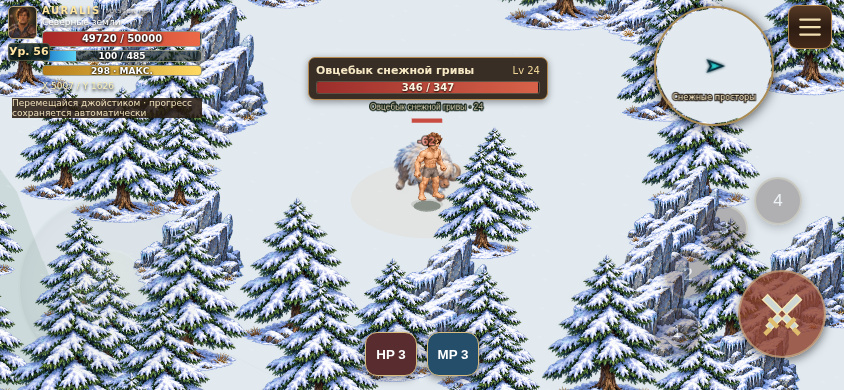 AURALIS
Северные земли
49720 / 50000
Ур. 56
100 / 485
298 · МАКС.
Перемещайся джойстиком · прогресс
сохраняется автоматически
Овцебык снежной гривы Lv 24
346 / 347
Овцебык снежной гривы · 24
Снежные просторы
4
HP 3
MP 3